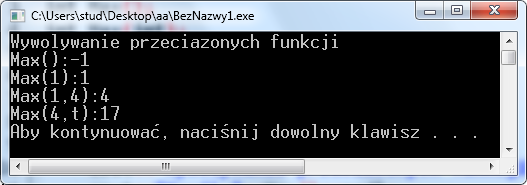 C:\Users\stud\Desktop\aa\BezNazwy1.exe
Wywolywanie przeciazonych funkcji
Max():-1
Max(1):1
Max(1,4):4
Max(4,t):17
Aby kontynuować, naciśnij dowolny klawisz . . .